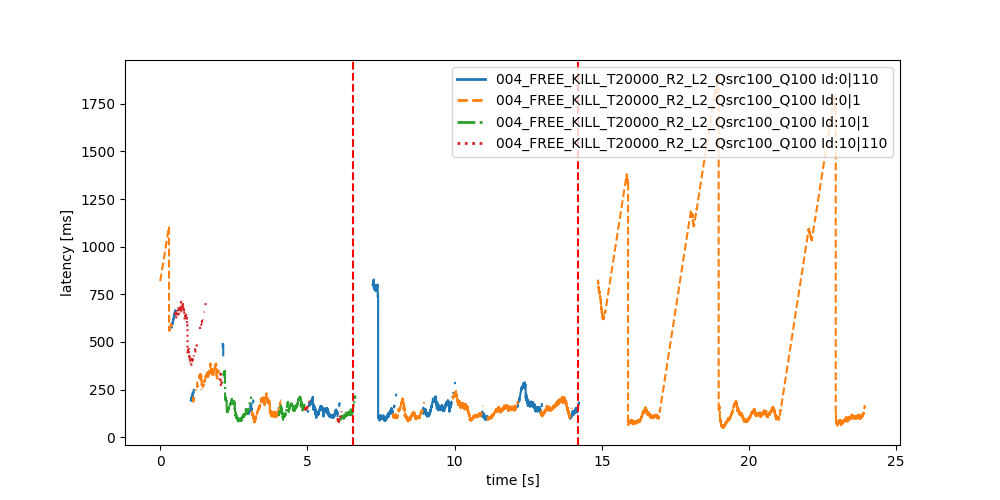 004_FREE_KILL_T20000_R2_L2_Qsrc100_Q100 Id:0|110
004_FREE_KILL_T20000_R2_L2_Qsrc100_Q100 Id:0|1
004_FREE_KILL_T20000_R2_L2_Qsrc100_Q100 Id:10|1
004_FREE_KILL_T20000_R2_L2_Qsrc100_Q100 Id:10|110
1750
1500
1250
1000
750
500
250
0
latency [ms]
0 5 10 15 20 25
time [s]